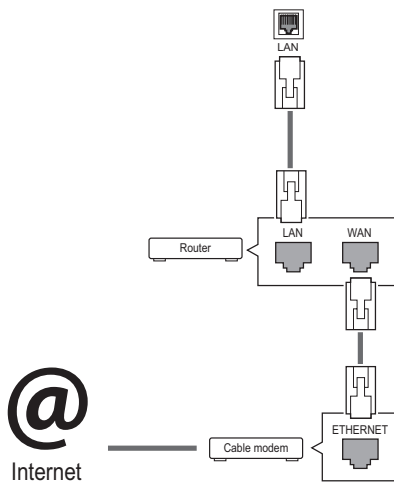 LAN
LAN
WAN
Router
ETHERNET
Cable modem
@
Internet